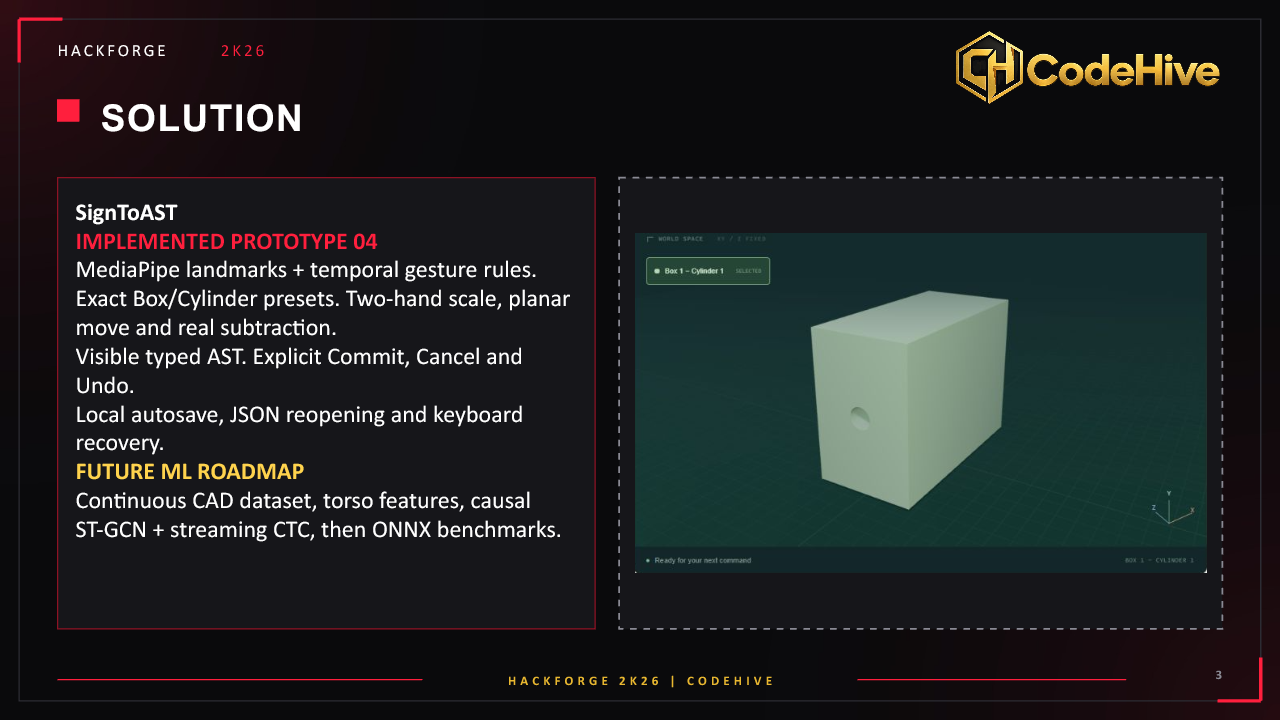 HACKFORGE 2K26
CodeHive
SOLUTION
SignToAST
IMPLEMENTED PROTOTYPE 04
MediaPipe landmarks + temporal gesture rules.
Exact Box/Cylinder presets. Two-hand scale, planar
move and real subtraction.
Visible typed AST. Explicit Commit, Cancel and
Undo.
Local autosave, JSON reopening and keyboard
recovery.
FUTURE ML ROADMAP
Continuous CAD dataset, torso features, causal
ST-GCN + streaming CTC, then ONNX benchmarks.
WORLD SPACE
Box 1 − Cylinder 1 SELECTED
Y
Z X
Ready for your next command
BOX 1 − CYLINDER 1
HACKFORGE 2K26 | CODEHIVE
3